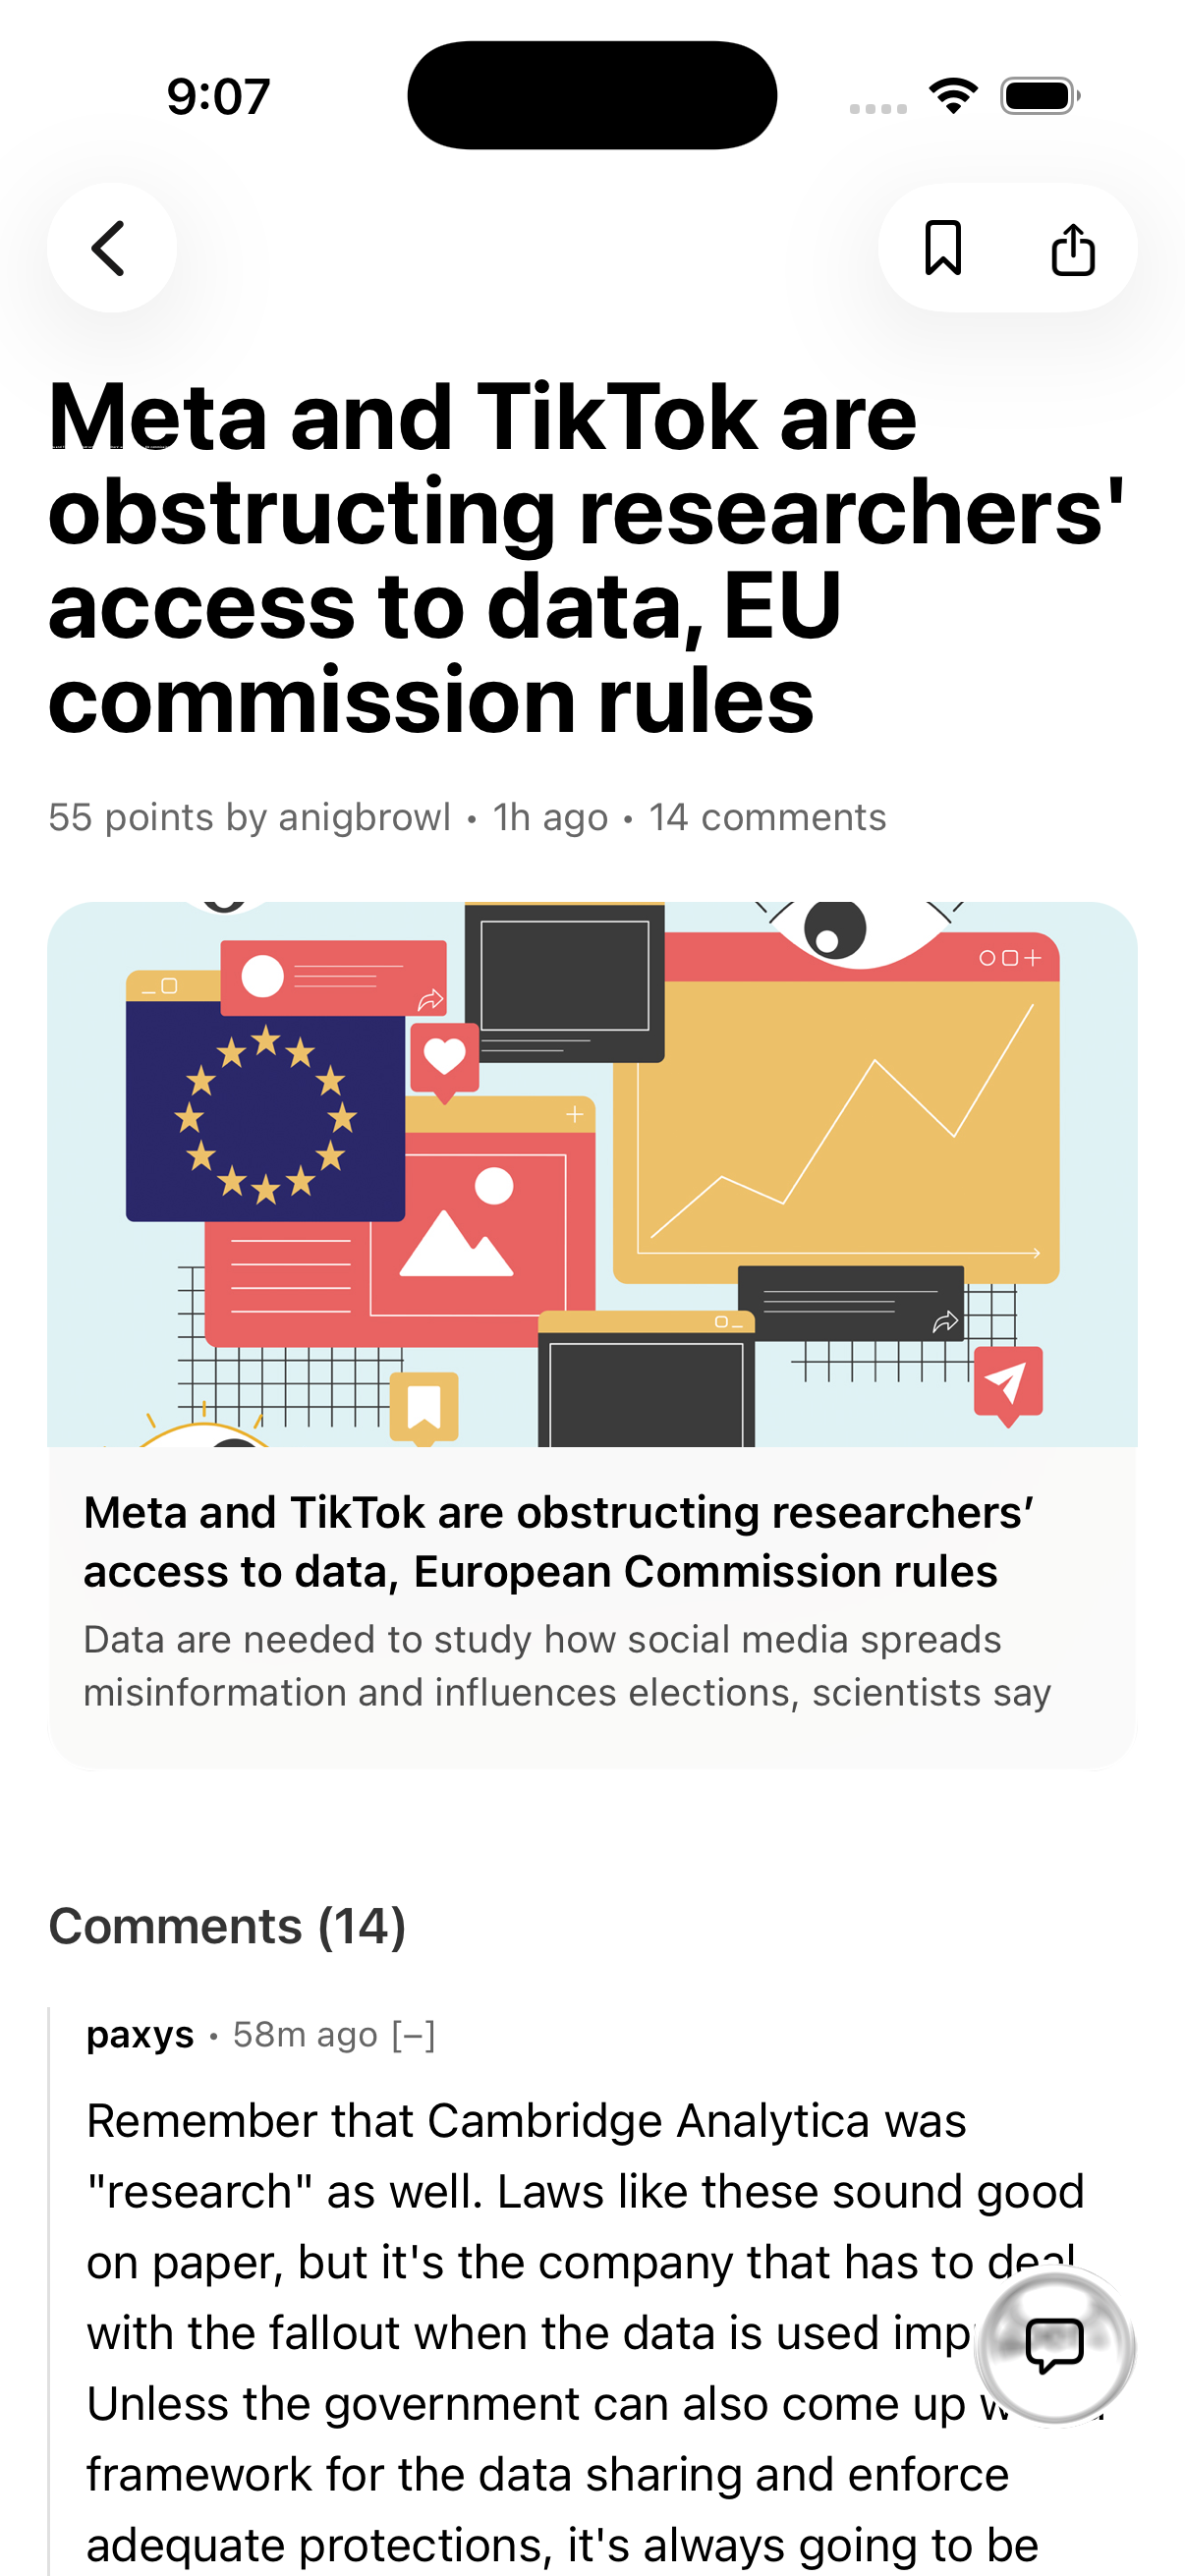 9:07
Meta and TikTok are
obstructing researchers'
access to data, EU
commission rules
55 points by anigbrowl • 1h ago • 14 comments
Meta and TikTok are obstructing researchers’
access to data, European Commission rules
Data are needed to study how social media spreads
misinformation and influences elections, scientists say
Comments (14)
paxys • 58m ago [–]
Remember that Cambridge Analytica was
"research" as well. Laws like these sound good
on paper, but it's the company that has to deal
with the fallout when the data is used
Unless the government can also come up
framework for the data sharing and enforce
adequate protections, it's always going to be